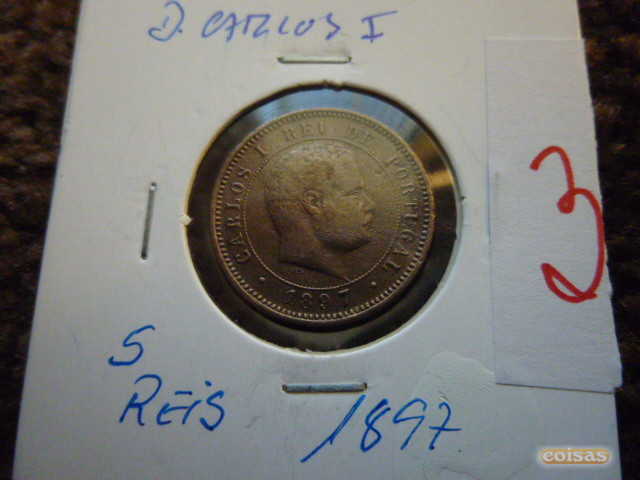 D. CARLOS I
CARLOS I REI DE PORTUGAL
· 1897 ·
3
5
REIS
1897
coisas